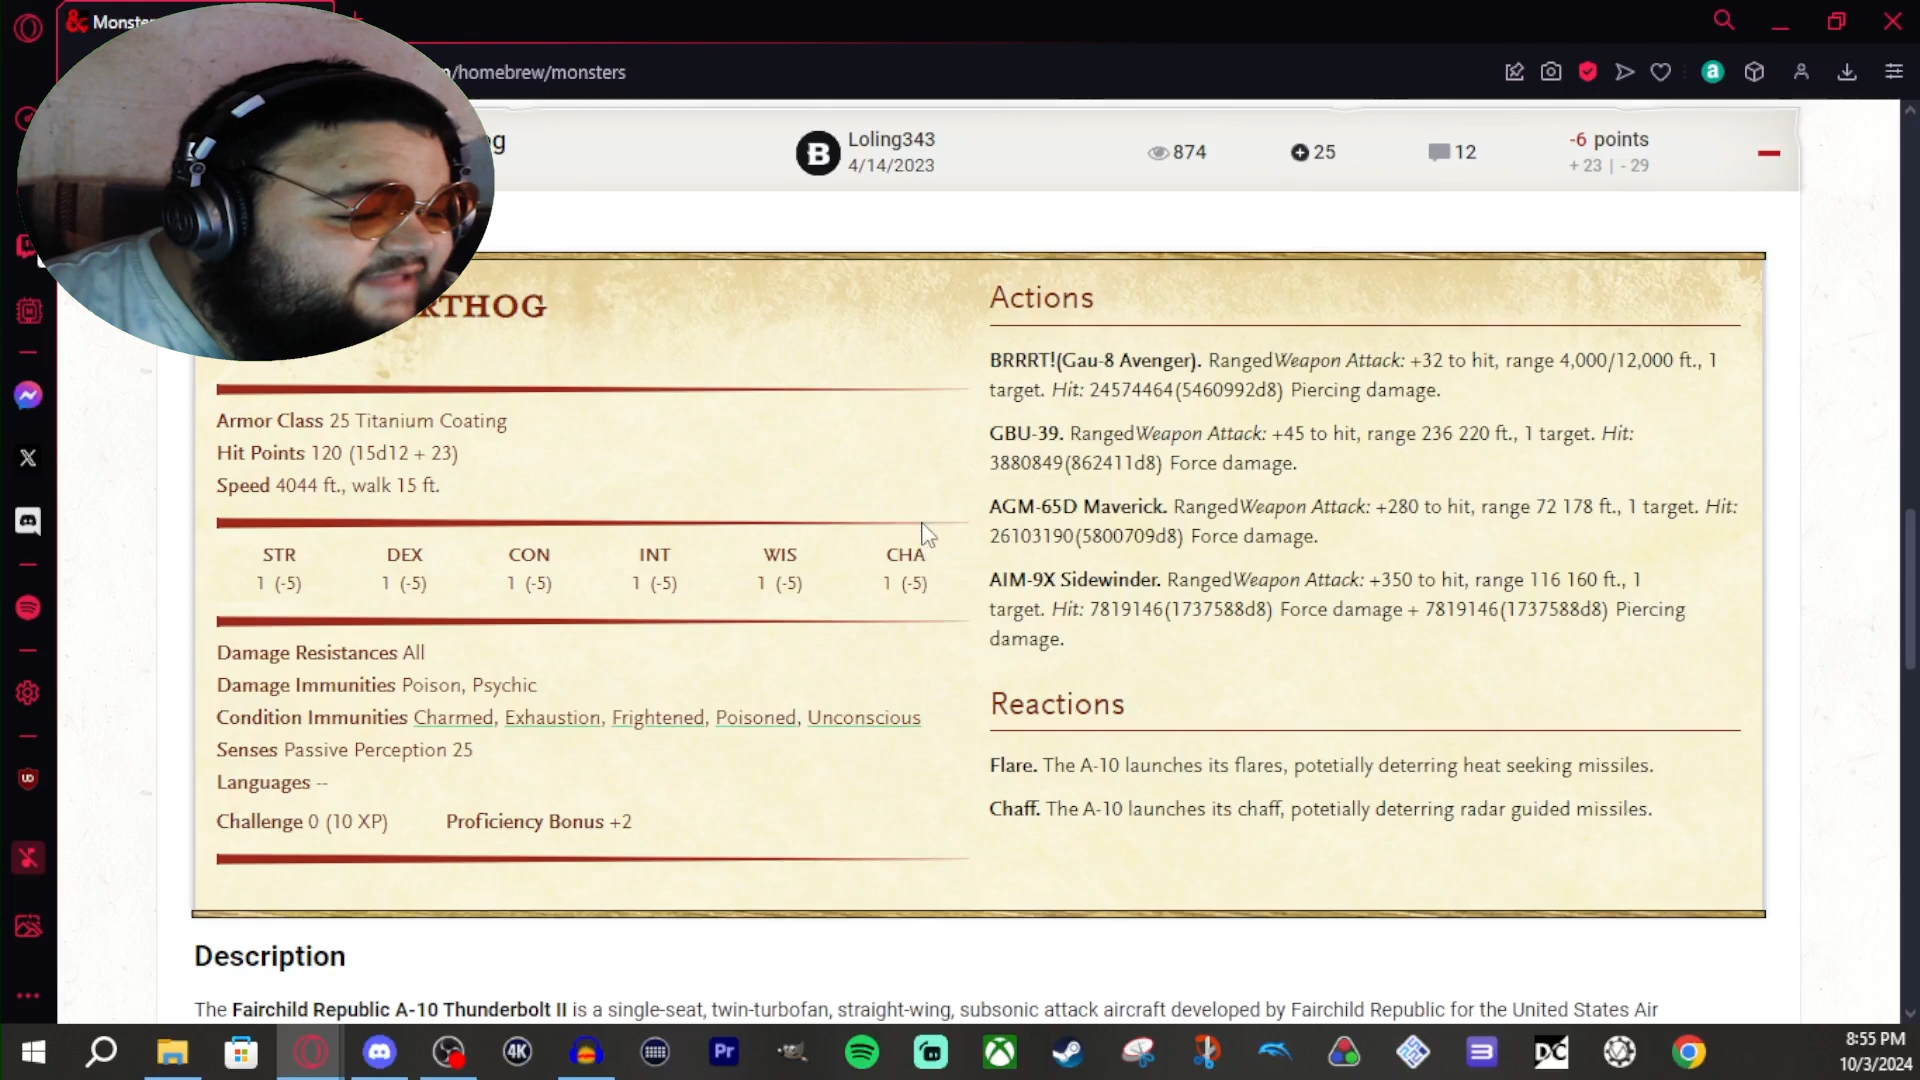 Monste
/homebrew/monsters
og
B
Loling343
4/14/2023
874
25
12
-6 points
+ 23 | - 29
RTHOG
Armor Class 25 Titanium Coating
Hit Points 120 (15d12 + 23)
Speed 4044 ft., walk 15 ft.
STR DEX CON INT WIS CHA
1 (-5) 1 (-5) 1 (-5) 1 (-5) 1 (-5) 1 (-5)
Damage Resistances All
Damage Immunities Poison, Psychic
Condition Immunities Charmed, Exhaustion, Frightened, Poisoned, Unconscious
Senses Passive Perception 25
Languages --
Challenge 0 (10 XP) Proficiency Bonus +2
Actions
BRRRT!(Gau-8 Avenger). RangedWeapon Attack: +32 to hit, range 4,000/12,000 ft., 1
target. Hit: 24574464(5460992d8) Piercing damage.
GBU-39. RangedWeapon Attack: +45 to hit, range 236 220 ft., 1 target. Hit:
3880849(862411d8) Force damage.
AGM-65D Maverick. RangedWeapon Attack: +280 to hit, range 72 178 ft., 1 target. Hit:
26103190(5800709d8) Force damage.
AIM-9X Sidewinder. RangedWeapon Attack: +350 to hit, range 116 160 ft., 1
target. Hit: 7819146(1737588d8) Force damage + 7819146(1737588d8) Piercing
damage.
Reactions
Flare. The A-10 launches its flares, potetially deterring heat seeking missiles.
Chaff. The A-10 launches its chaff, potetially deterring radar guided missiles.
Description
The Fairchild Republic A-10 Thunderbolt II is a single-seat, twin-turbofan, straight-wing, subsonic attack aircraft developed by Fairchild Republic for the United States Air
4K
Pr
DC
8:55 PM
10/3/2024